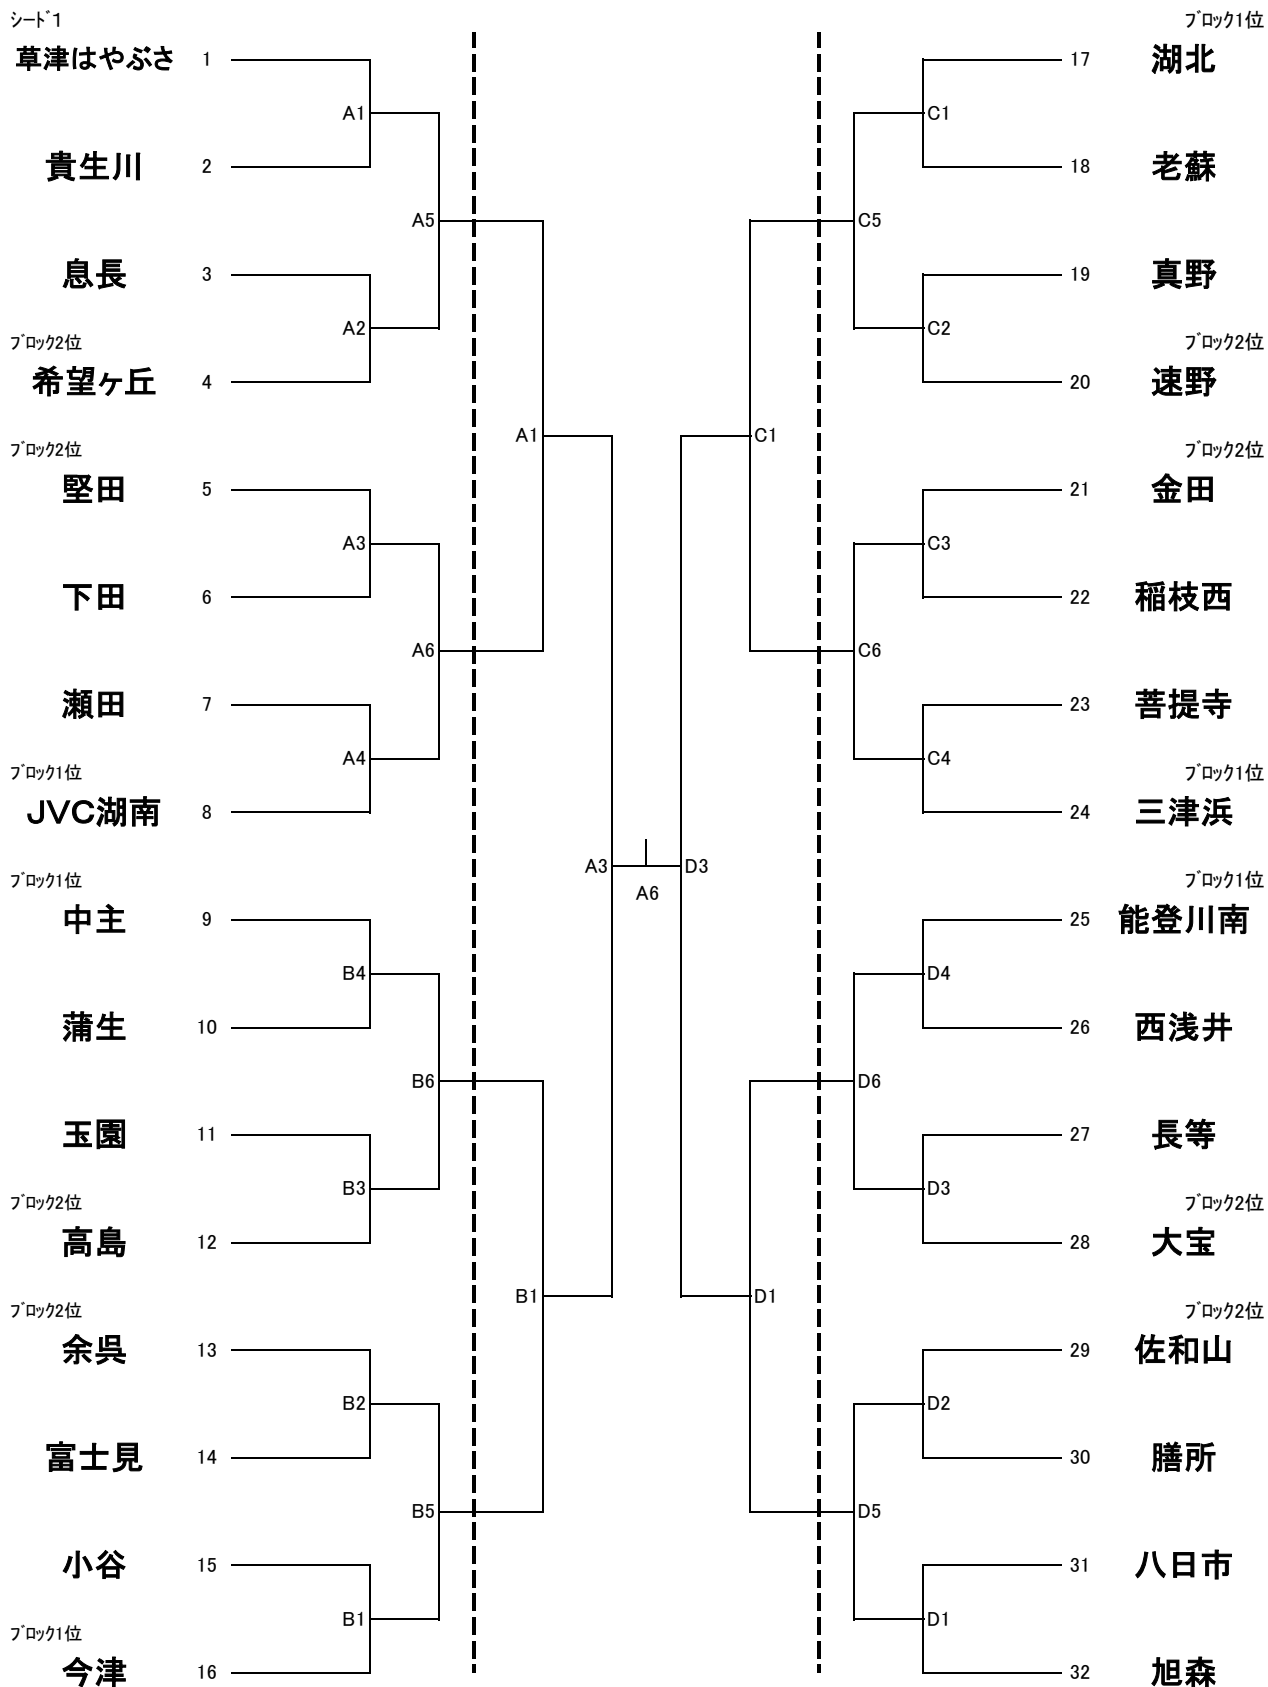 ｼｰﾄﾞ1
草津はやぶさ 1
A1
貴生川 2
A5
息長 3
A2
ﾌﾞﾛｯｸ2位
希望ヶ丘 4
A1
ﾌﾞﾛｯｸ2位
堅田 5
A3
下田 6
A6
瀬田 7
A4
ﾌﾞﾛｯｸ1位
JVC湖南 8
A3
ﾌﾞﾛｯｸ1位
中主 9
B4
蒲生 10
B6
玉園 11
B3
ﾌﾞﾛｯｸ2位
高島 12
B1
ﾌﾞﾛｯｸ2位
余呉 13
B2
富士見 14
B5
小谷 15
B1
ﾌﾞﾛｯｸ1位
今津 16
A6
ﾌﾞﾛｯｸ1位
17 湖北
C1
18 老蘇
C5
19 真野
C2
ﾌﾞﾛｯｸ2位
20 速野
C1
ﾌﾞﾛｯｸ2位
21 金田
C3
22 稲枝西
C6
23 菩提寺
C4
ﾌﾞﾛｯｸ1位
24 三津浜
D3
ﾌﾞﾛｯｸ1位
25 能登川南
D4
26 西浅井
D6
27 長等
D3
ﾌﾞﾛｯｸ2位
28 大宝
D1
ﾌﾞﾛｯｸ2位
29 佐和山
D2
30 膳所
D5
31 八日市
D1
32 旭森